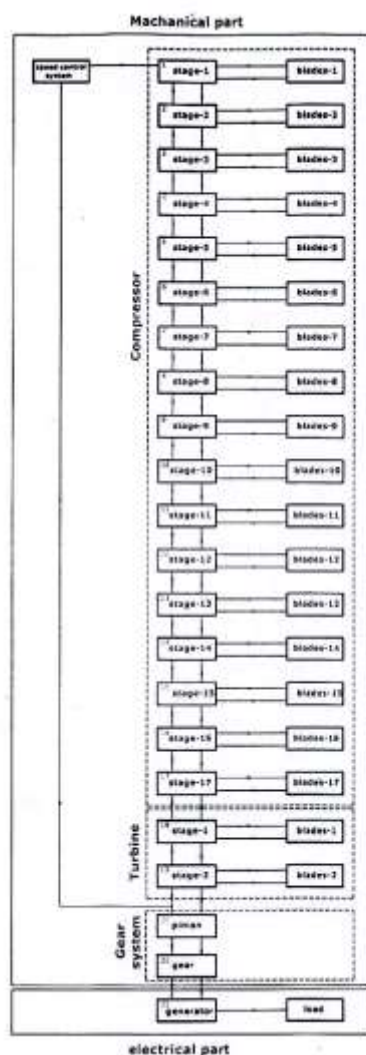 Machanical part
speed control
system
stage-1 blades-1
stage-2 blades-2
stage-3 blades-3
stage-4 blades-4
stage-5 blades-5
stage-6 blades-6
stage-7 blades-7
stage-8 blades-8
stage-9 blades-9
stage-10 blades-10
stage-11 blades-11
stage-12 blades-12
stage-13 blades-13
stage-14 blades-14
stage-15 blades-15
stage-16 blades-16
stage-17 blades-17
Compressor
stage-1 blades-1
stage-2 blades-2
Turbine
pinon
gear
Gear
system
generator load
electrical part